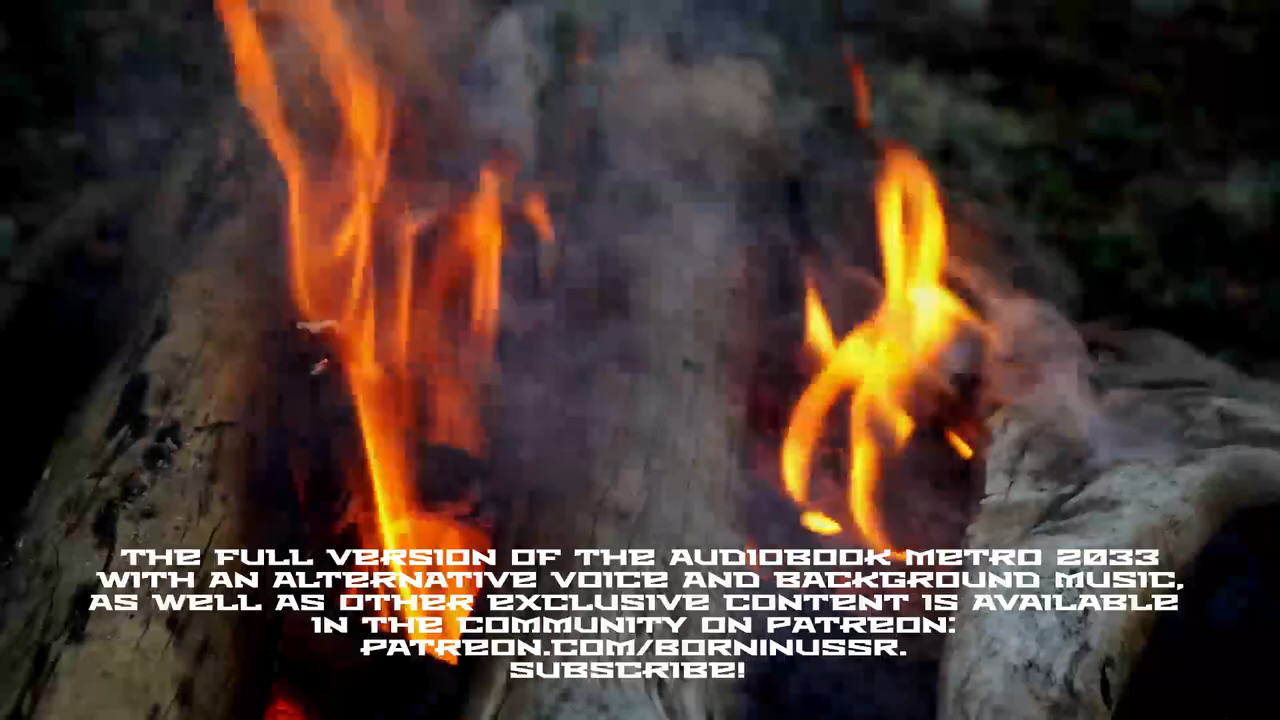 THE FULL VERSION OF THE AUDIOBOOK METRO 2033
WITH AN ALTERNATIVE VOICE AND BACKGROUND MUSIC,
AS WELL AS OTHER EXCLUSIVE CONTENT IS AVAILABLE
IN THE COMMUNITY ON PATREON:
PATREON.COM/BORNINUSSR.
SUBSCRIBE!